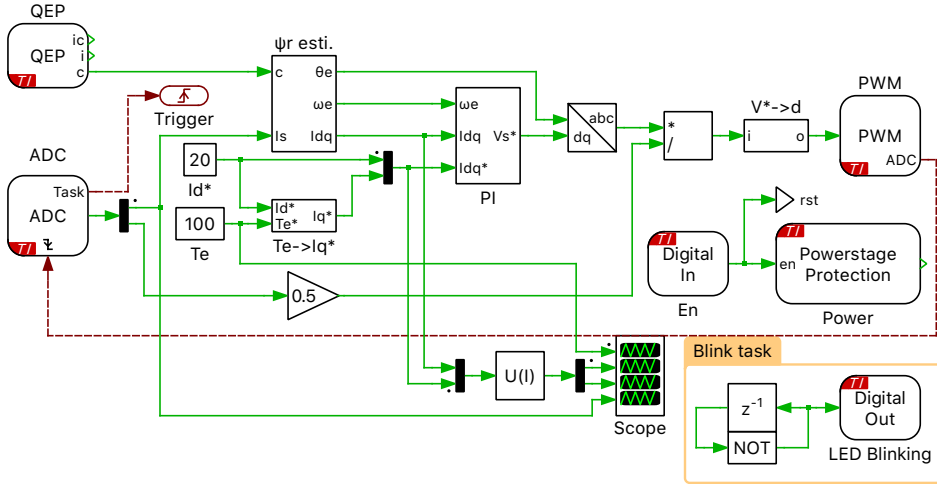 QEP
QEP
ic
i
c
TI
ψr esti.
c
θe
ωe
Is
Idq
Trigger
ADC
Task
ADC
TI
20
Id*
100
Te
Id*
Te*
Iq*
Te->Iq*
ωe
Idq
Idq*
Vs*
PI
abc
dq
*
/
V*->d
i
o
PWM
PWM
ADC
TI
rst
TI
Digital
In
En
TI
en
Powerstage
Protection
Power
0.5
U(I)
Scope
Blink task
z-1
NOT
TI
Digital
Out
LED Blinking